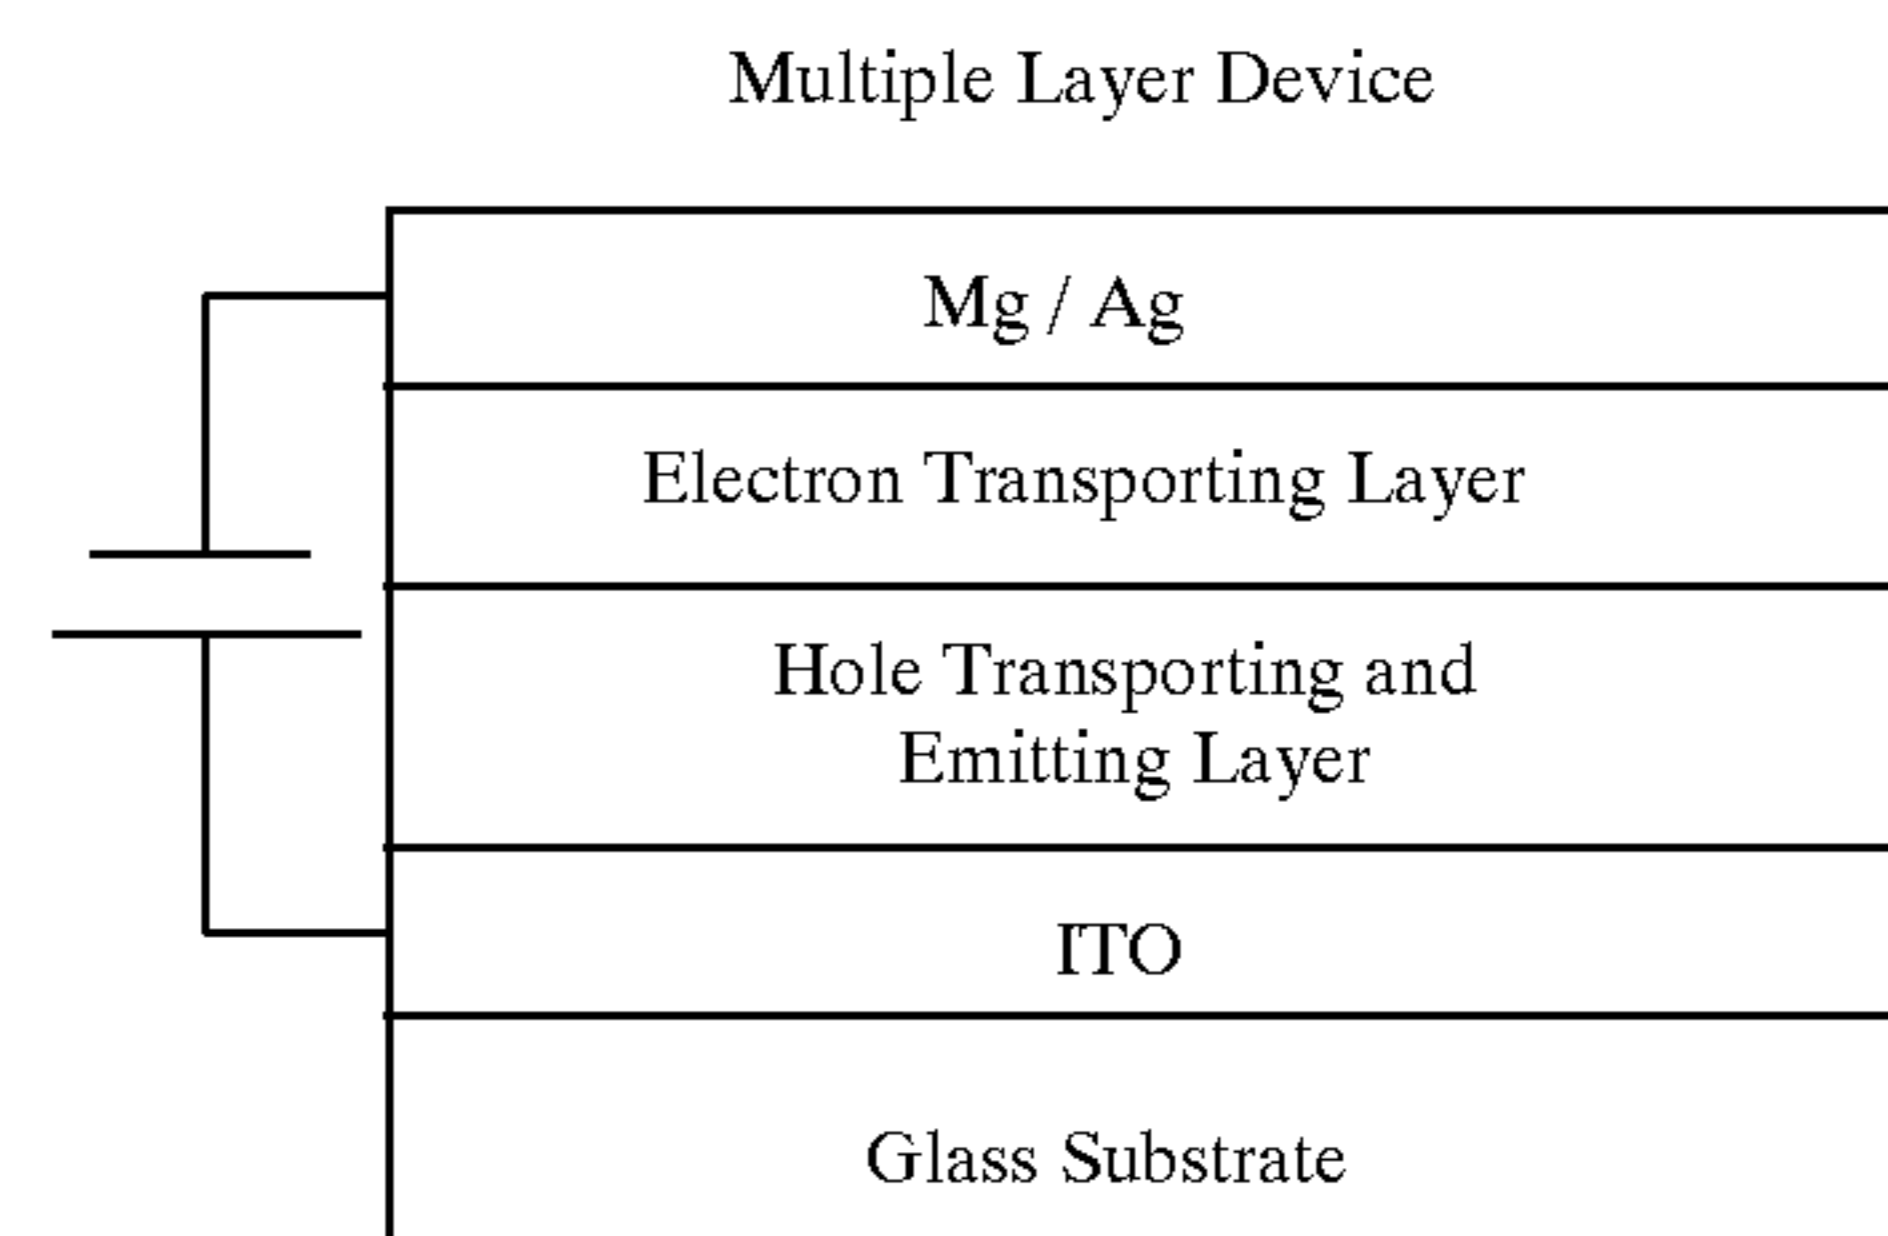 Multiple Layer Device
Mg / Ag
Electron Transporting Layer
Hole Transporting and
Emitting Layer
ITO
Glass Substrate